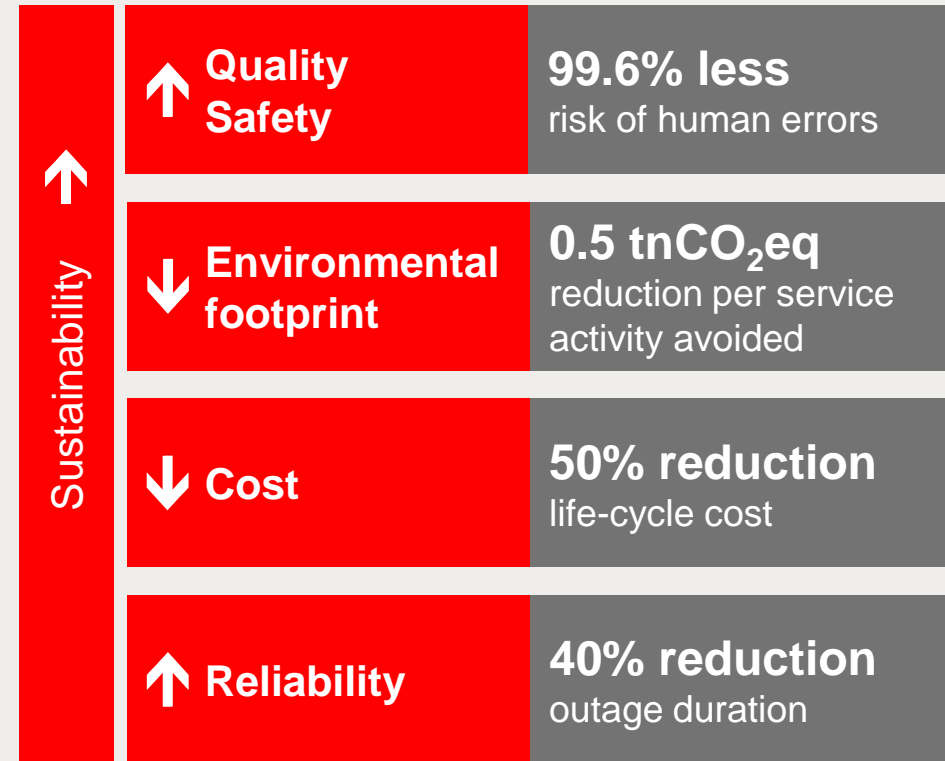 Sustainability ↑
↑ Quality
Safety
99.6% less
risk of human errors
↓ Environmental
footprint
0.5 tnCO₂eq
reduction per service
activity avoided
↓ Cost
50% reduction
life-cycle cost
↑ Reliability
40% reduction
outage duration